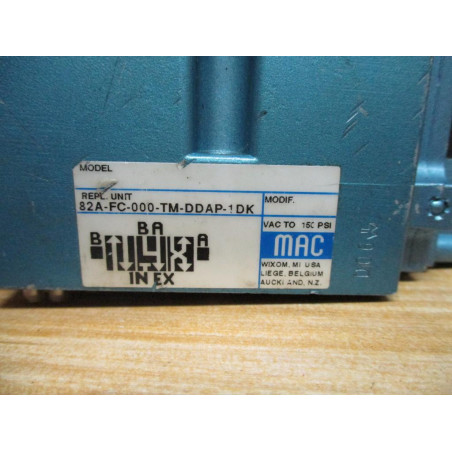 MODEL
REPL. UNIT
82A-FC-000-TM-DDAP-1DK
MODIF.
VAC TO 150 PSI
BA
B A
IN EX
MAC
WIXOM, MI. USA
LIEGE, BELGIUM
AUCKLAND, N.Z.